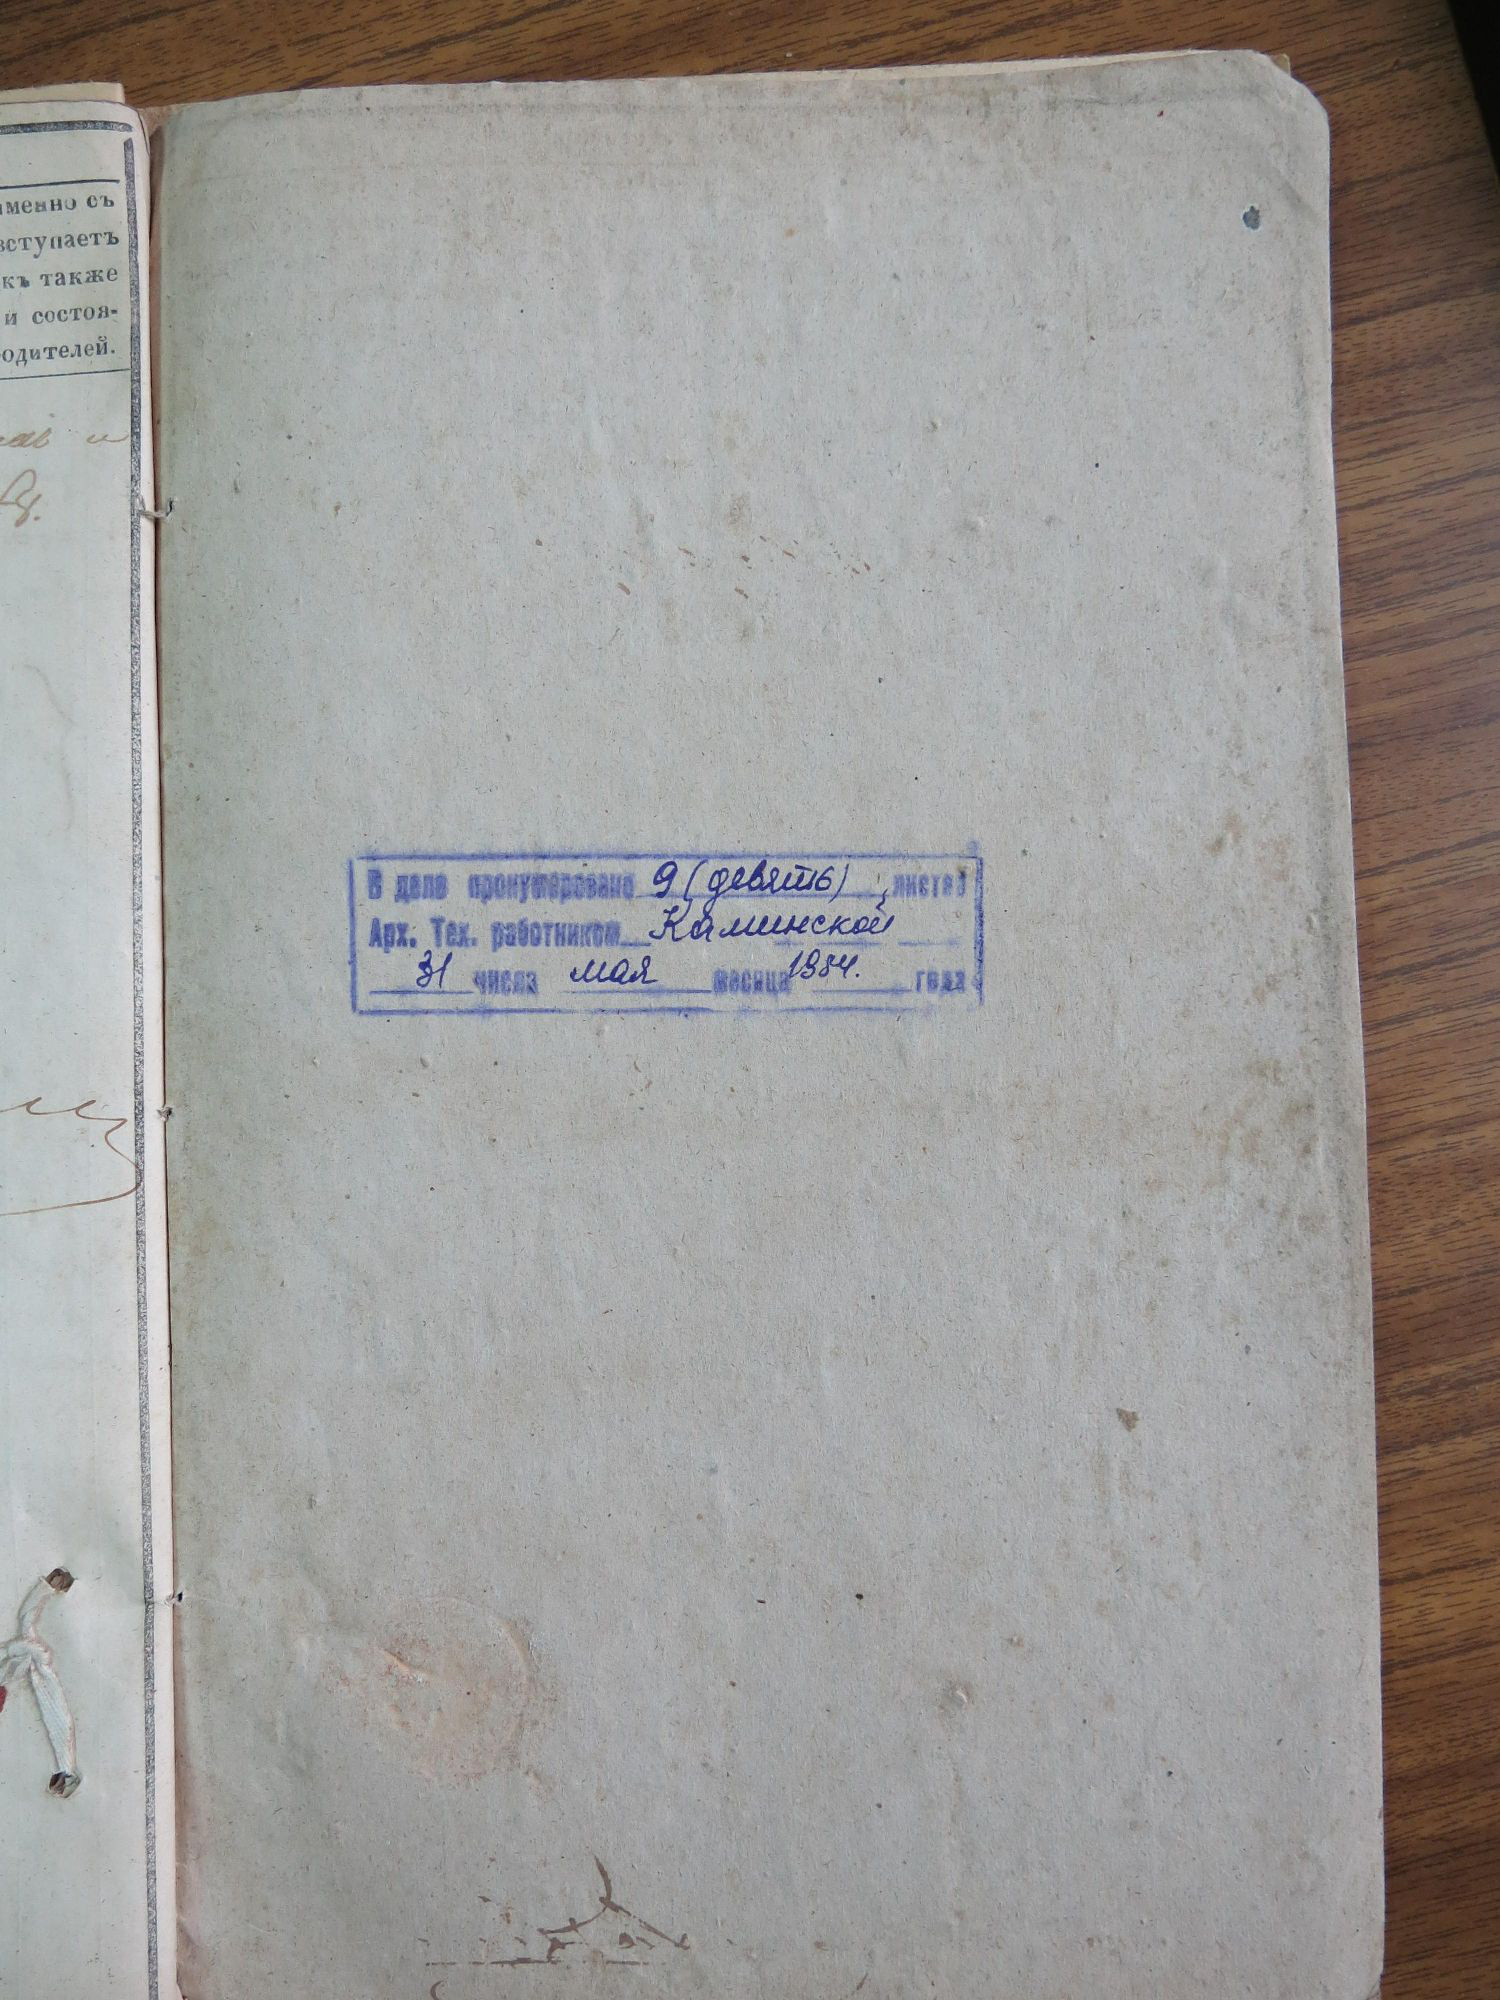 именно съ
вступаетъ
къ также
и состоя-
одителей.
В деле пронумеровано 9 (девять) листов
Арх. Тех. работником Каминской
31 числа мая месяца 1984. года